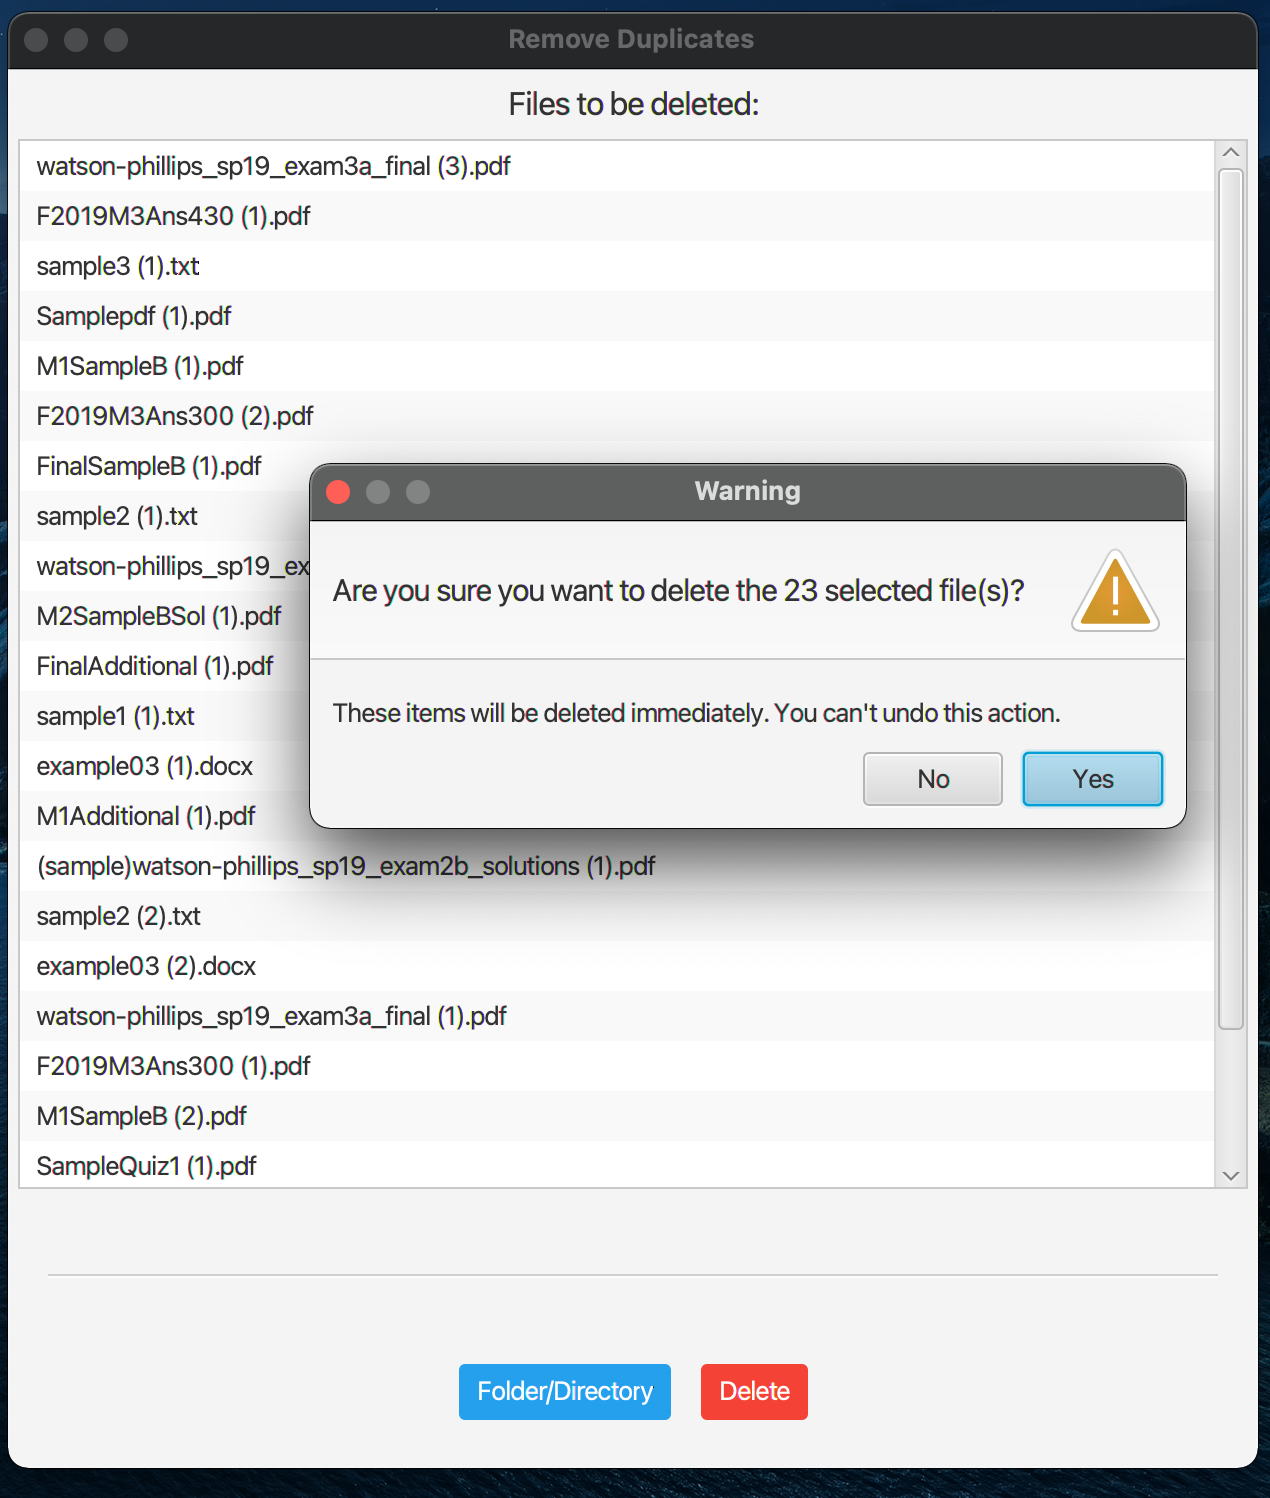 Remove Duplicates
Files to be deleted:
watson-phillips_sp19_exam3a_final (3).pdf
F2019M3Ans430 (1).pdf
sample3 (1).txt
Samplepdf (1).pdf
M1SampleB (1).pdf
F2019M3Ans300 (2).pdf
FinalSampleB (1).pdf
sample2 (1).txt
watson-phillips_sp19_ex
M2SampleBSol (1).pdf
FinalAdditional (1).pdf
sample1 (1).txt
example03 (1).docx
M1Additional (1).pdf
(sample)watson-phillips_sp19_exam2b_solutions (1).pdf
sample2 (2).txt
example03 (2).docx
watson-phillips_sp19_exam3a_final (1).pdf
F2019M3Ans300 (1).pdf
M1SampleB (2).pdf
SampleQuiz1 (1).pdf
Warning
Are you sure you want to delete the 23 selected file(s)?
These items will be deleted immediately. You can't undo this action.
No
Yes
Folder/Directory
Delete